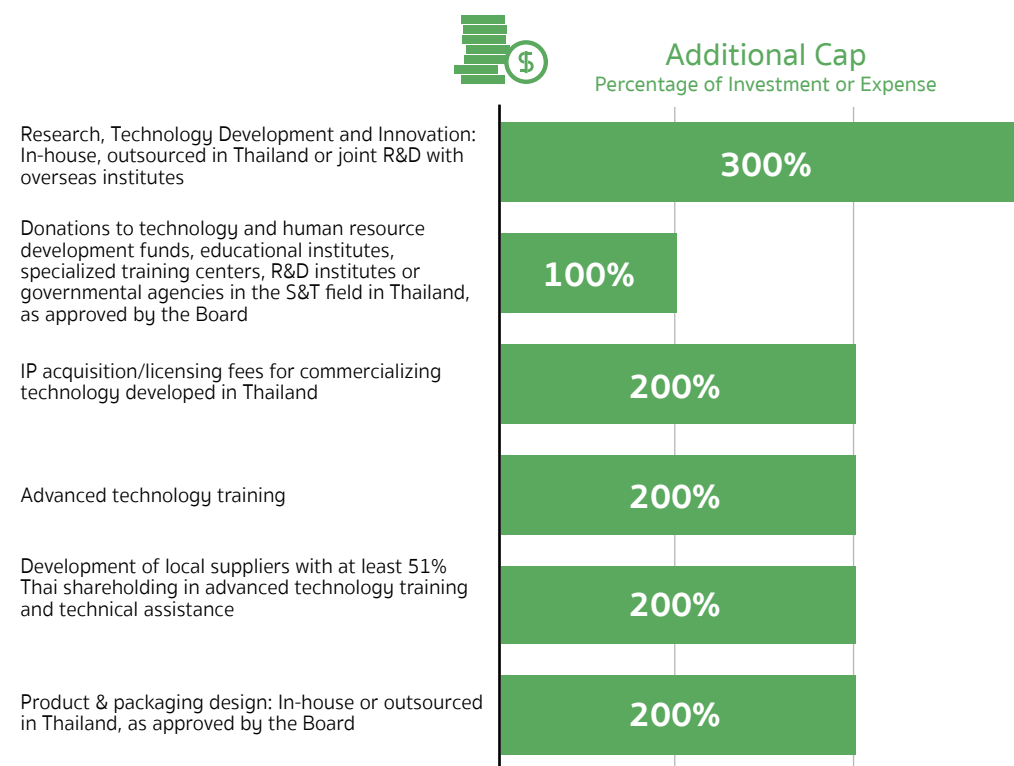 $
Additional Cap
Percentage of Investment or Expense
Research, Technology Development and Innovation:
In-house, outsourced in Thailand or joint R&D with
overseas institutes
300%
Donations to technology and human resource
development funds, educational institutes,
specialized training centers, R&D institutes or
governmental agencies in the S&T field in Thailand,
as approved by the Board
100%
IP acquisition/licensing fees for commercializing
technology developed in Thailand
200%
Advanced technology training
200%
Development of local suppliers with at least 51%
Thai shareholding in advanced technology training
and technical assistance
200%
Product & packaging design: In-house or outsourced
in Thailand, as approved by the Board
200%